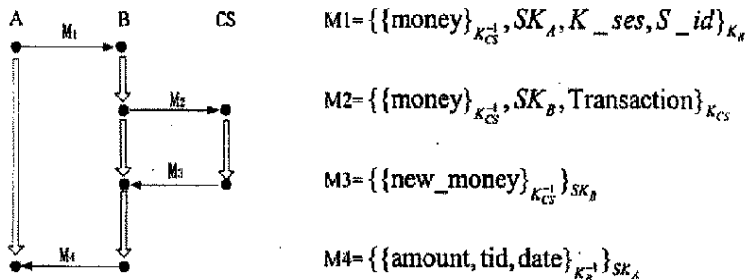 A B CS
M1
M2
M3
M4
M1={{money}_{K_{CS}^{-1}}, SK_A, K_ses, S_id}_{K_B}
M2={{money}_{K_{CS}^{-1}}, SK_B, Transaction}_{K_{CS}}
M3={{new_money}_{K_{CS}^{-1}}}_{SK_B}
M4={{amount, tid, date}_{K_B^{-1}}}_{SK_A}